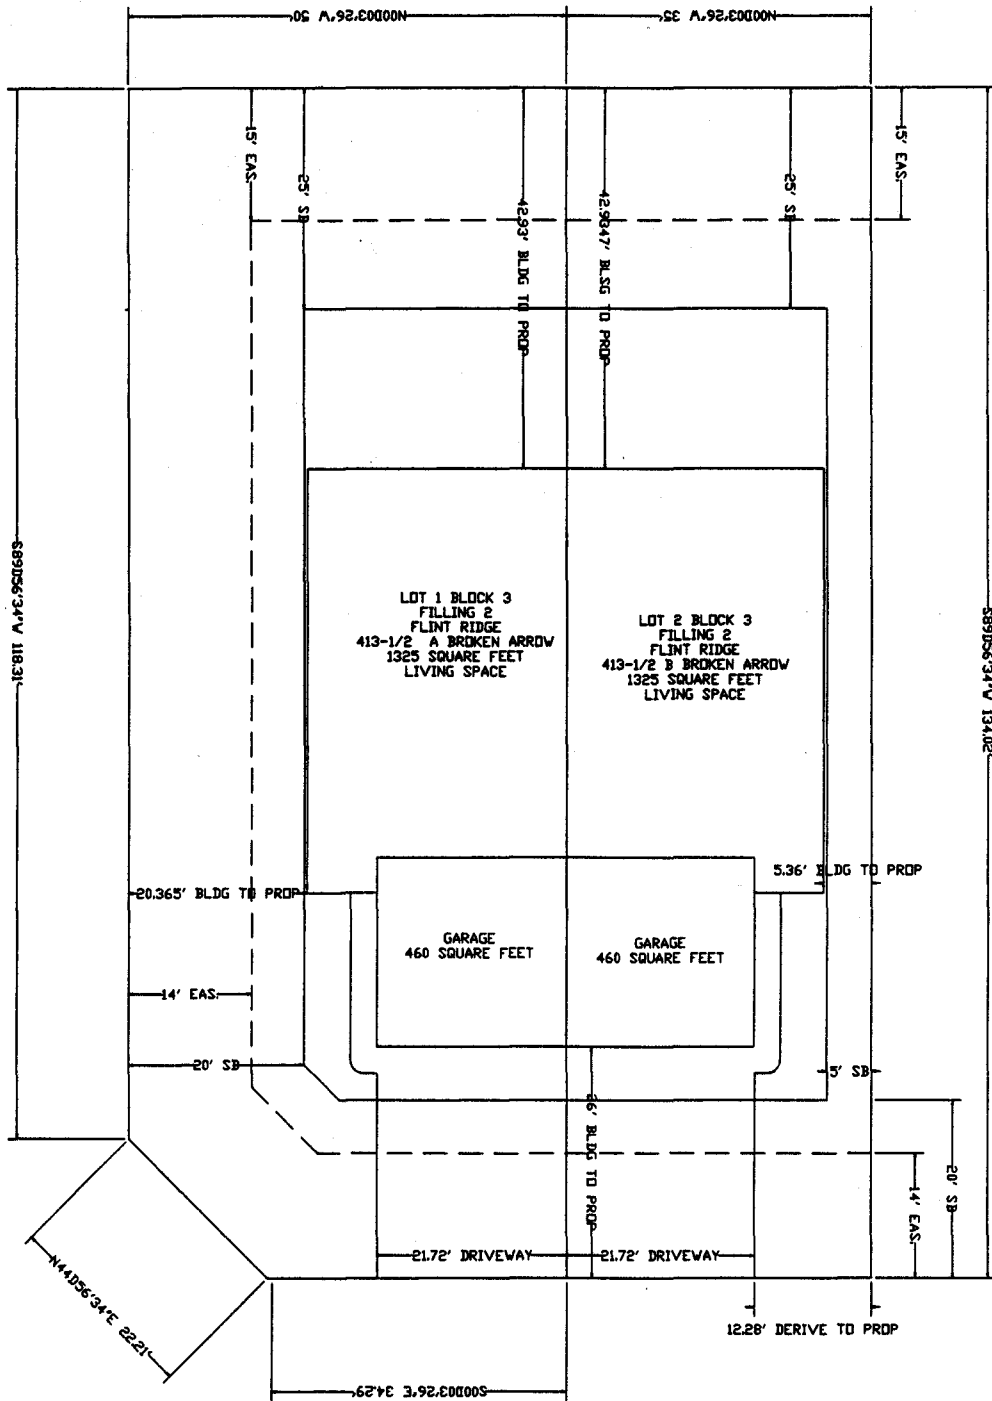 N00D03'26"W 50'
N00D03'26"W 35'
15' EAS.
25' SB
42.93' BLDG TO PROP
42.9347' BLSG TO PROP
25' SB
15' EAS.
S89D56'34"W 118.31'
S89D56'34"W 134.02'
LOT 1 BLOCK 3
FILLING 2
FLINT RIDGE
413-1/2 A BROKEN ARROW
1325 SQUARE FEET
LIVING SPACE
LOT 2 BLOCK 3
FILLING 2
FLINT RIDGE
413-1/2 B BROKEN ARROW
1325 SQUARE FEET
LIVING SPACE
20.365' BLDG TO PROP
5.36' BLDG TO PROP
GARAGE
460 SQUARE FEET
GARAGE
460 SQUARE FEET
14' EAS.
20' SB
5' SB
26' BLDG TO PROP
20' SB
14' EAS.
21.72' DRIVEWAY
21.72' DRIVEWAY
12.28' DERIVE TO PROP
N44D56'34"E 22.21'
S00D03'26"E 34.29'